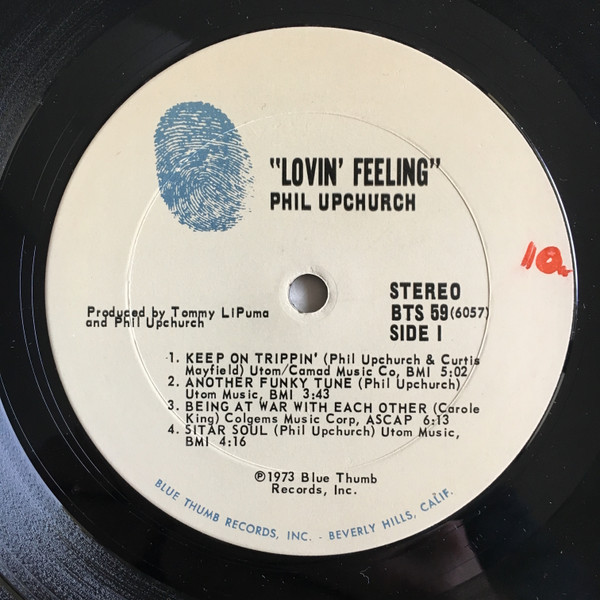 "LOVIN' FEELING"
PHIL UPCHURCH
10.
STEREO
BTS 59 (6057)
SIDE I
Produced by Tommy LiPuma
and Phil Upchurch
1. KEEP ON TRIPPIN' (Phil Upchurch & Curtis
Mayfield) Utom/Camad Music Co, BMI 5:02
2. ANOTHER FUNKY TUNE (Phil Upchurch)
Utom Music, BMI 3:43
3. BEING AT WAR WITH EACH OTHER (Carole
King) Colgems Music Corp, ASCAP 6:13
4. SITAR SOUL (Phil Upchurch) Utom Music,
BMI 4:16
℗1973 Blue Thumb
Records, Inc.
BLUE THUMB RECORDS, INC. - BEVERLY HILLS, CALIF.